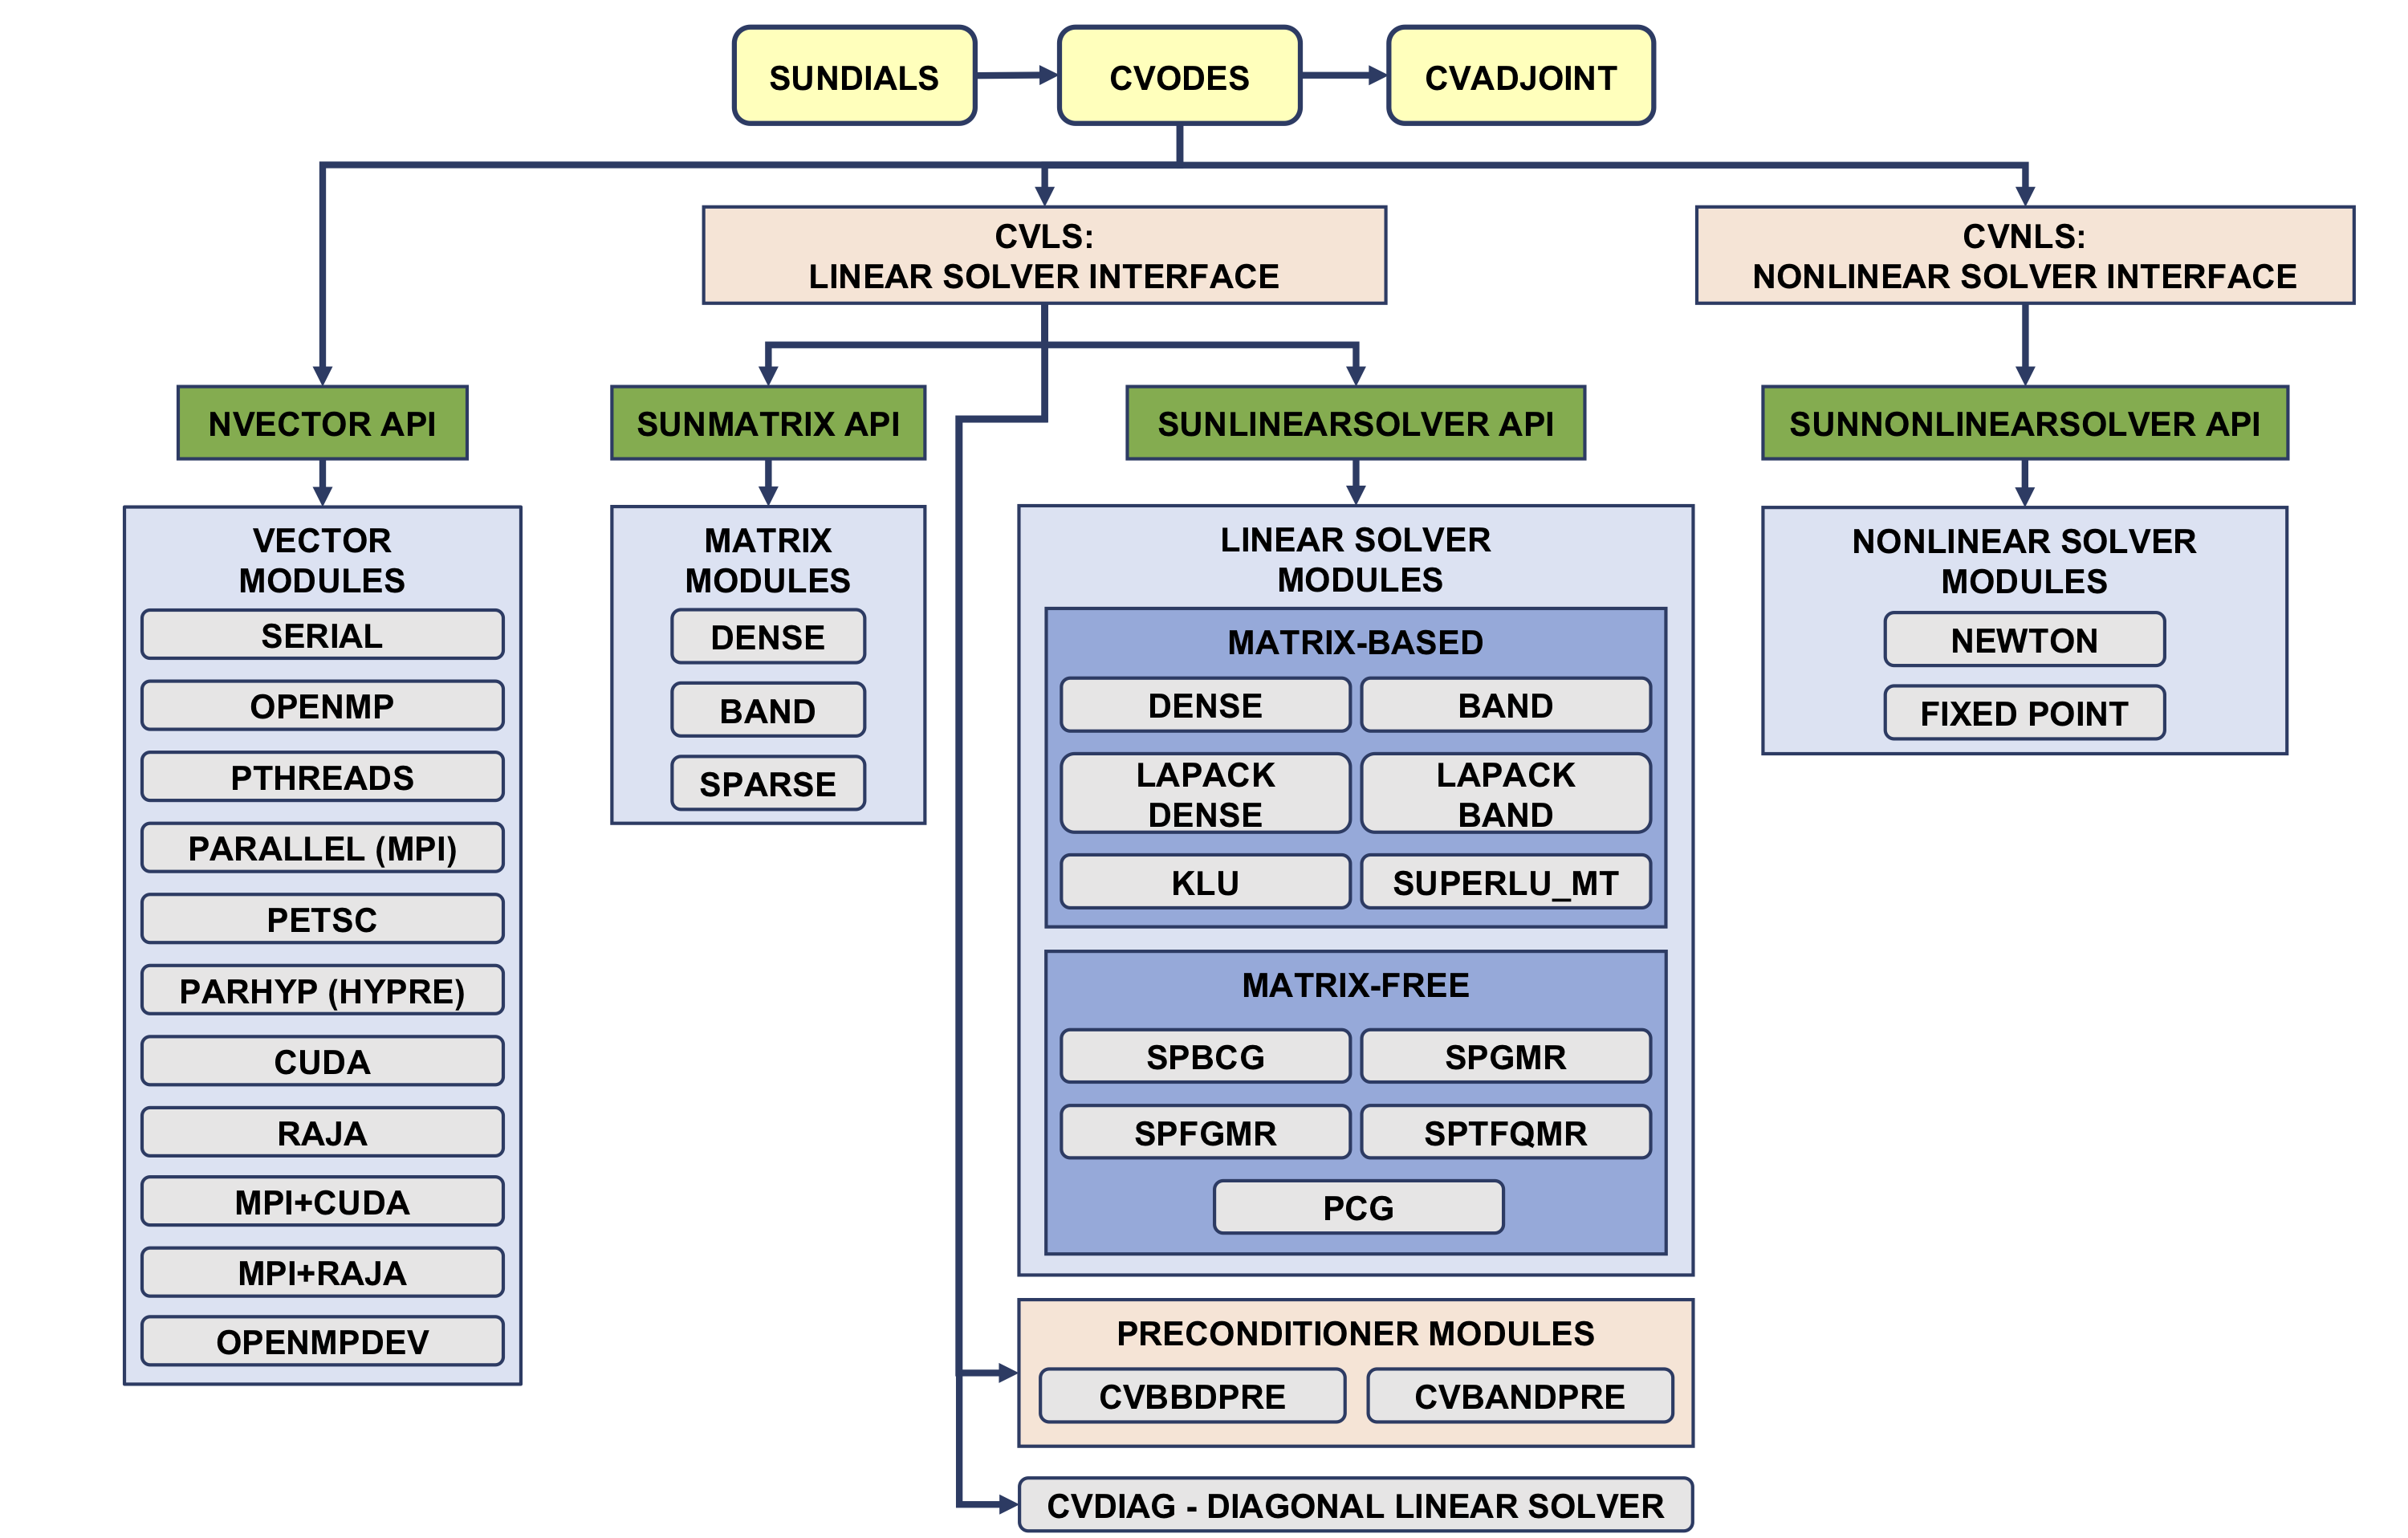 SUNDIALS
CVODES
CVADJOINT
CVLS:
LINEAR SOLVER INTERFACE
CVNLS:
NONLINEAR SOLVER INTERFACE
NVECTOR API
SUNMATRIX API
SUNLINEARSOLVER API
SUNNONLINEARSOLVER API
VECTOR
MODULES
SERIAL
OPENMP
PTHREADS
PARALLEL (MPI)
PETSC
PARHYP (HYPRE)
CUDA
RAJA
MPI+CUDA
MPI+RAJA
OPENMPDEV
MATRIX
MODULES
DENSE
BAND
SPARSE
LINEAR SOLVER
MODULES
MATRIX-BASED
DENSE
BAND
LAPACK
DENSE
LAPACK
BAND
KLU
SUPERLU_MT
MATRIX-FREE
SPBCG
SPGMR
SPFGMR
SPTFQMR
PCG
PRECONDITIONER MODULES
CVBBDPRE
CVBANDPRE
CVDIAG - DIAGONAL LINEAR SOLVER
NONLINEAR SOLVER
MODULES
NEWTON
FIXED POINT